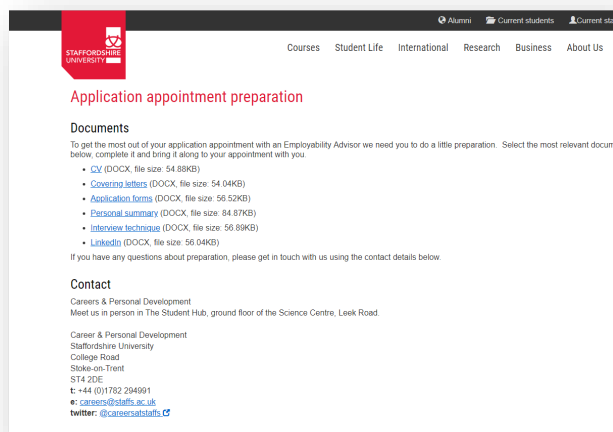 Alumni Current students Current sta
STAFFORDSHIRE
UNIVERSITY
Courses Student Life International Research Business About Us
Application appointment preparation
Documents
To get the most out of your application appointment with an Employability Advisor we need you to do a little preparation. Select the most relevant docum
below, complete it and bring it along to your appointment with you.
• CV (DOCX, file size: 54.88KB)
• Covering letters (DOCX, file size: 54.04KB)
• Application forms (DOCX, file size: 56.52KB)
• Personal summary (DOCX, file size: 84.87KB)
• Interview technique (DOCX, file size: 56.89KB)
• LinkedIn (DOCX, file size: 56.04KB)
If you have any questions about preparation, please get in touch with us using the contact details below.
Contact
Careers & Personal Development
Meet us in person in The Student Hub, ground floor of the Science Centre, Leek Road.
Career & Personal Development
Staffordshire University
College Road
Stoke-on-Trent
ST4 2DE
t: +44 (0)1782 294991
e: careers@staffs.ac.uk
twitter: @careersatstaffs